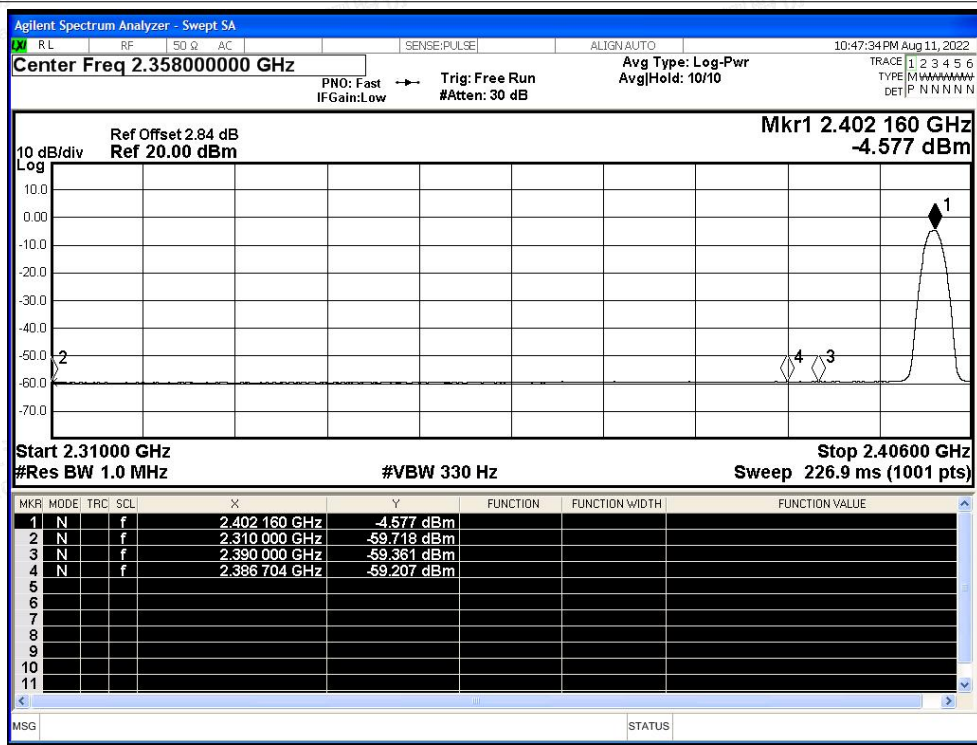 Agilent Spectrum Analyzer - Swept SA
LXI RL RF 50 Ω AC SENSE:PULSE ALIGN AUTO 10:47:34 PM Aug 11, 2022
Center Freq 2.358000000 GHz
PNO: Fast
IFGain:Low
Trig: Free Run
#Atten: 30 dB
Avg Type: Log-Pwr
Avg|Hold: 10/10
TRACE 1 2 3 4 5 6
TYPE M
DET P N N N N N
Mkr1 2.402 160 GHz
-4.577 dBm
Ref Offset 2.84 dB
10 dB/div Ref 20.00 dBm
Log
10.0
0.00
-10.0
-20.0
-30.0
-40.0
-50.0
-60.0
-70.0
1
2
4
3
Start 2.31000 GHz Stop 2.40600 GHz
#Res BW 1.0 MHz #VBW 330 Hz Sweep 226.9 ms (1001 pts)
MKR MODE TRC SCL X Y FUNCTION FUNCTION WIDTH FUNCTION VALUE
1 N f 2.402 160 GHz -4.577 dBm
2 N f 2.310 000 GHz -59.718 dBm
3 N f 2.390 000 GHz -59.361 dBm
4 N f 2.386 704 GHz -59.207 dBm
5
6
7
8
9
10
11
MSG STATUS